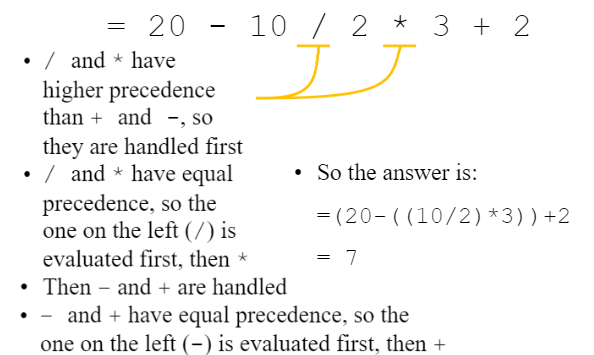 = 20 - 10 / 2 * 3 + 2
• / and * have
higher precedence
than + and -, so
they are handled first
• / and * have equal
precedence, so the
one on the left (/) is
evaluated first, then *
• Then - and + are handled
• - and + have equal precedence, so the
one on the left (-) is evaluated first, then +
• So the answer is:
=(20-((10/2)*3))+2
= 7